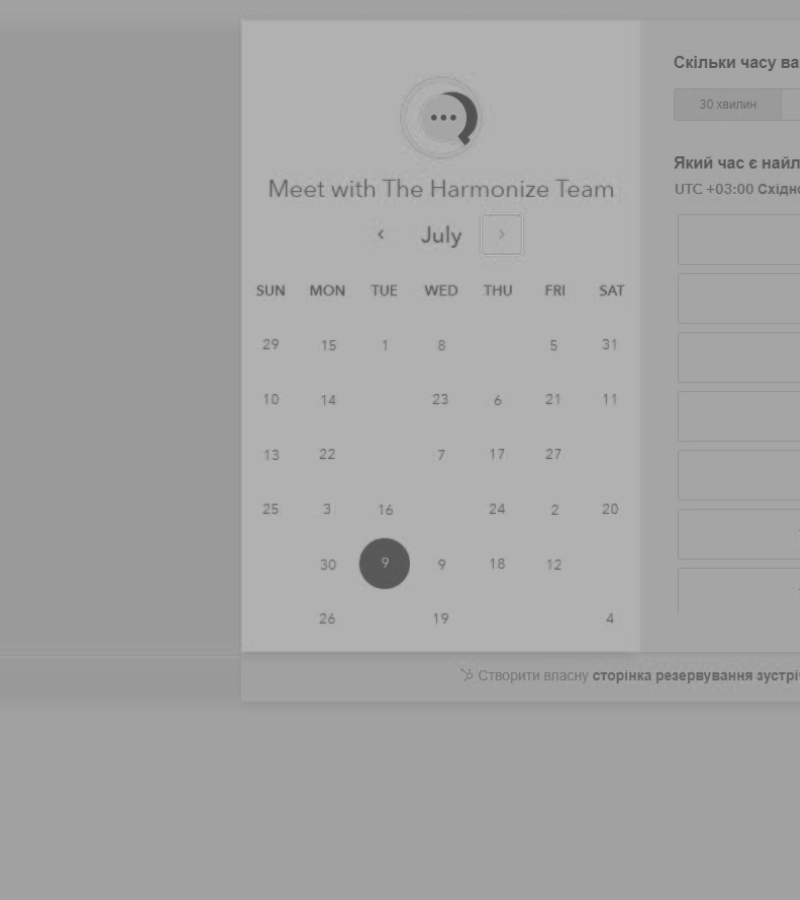 Скільки часу ва
30 хвилин
Meet with The Harmonize Team
Який час є найл
UTC +03:00 Східно
July
SUN MON TUE WED THU FRI SAT
29 15 1 8 5 31
10 14 23 6 21 11
13 22 7 17 27
25 3 16 24 2 20
30 9 9 18 12
26 19 4
Створити власну сторінка резервування зустріч